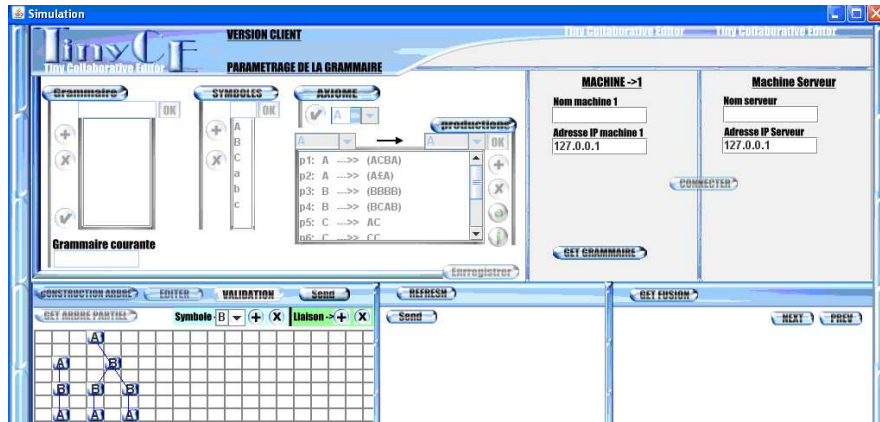 Simulation
TinyCE
Tiny Collaborative Editor
VERSION CLIENT
PARAMETRAGE DE LA GRAMMAIRE
Tiny Collaborative Editor Tiny Collaborative Editor
Grammaire
OK
Grammaire courante
SYMBOLES
OK
A
B
C
a
b
c
AXIOME
A
productions
A → A OK
p1: A --->> (ACBA)
p2: A --->> (A£A)
p3: B --->> (BBBB)
p4: B --->> (BCAB)
p5: C --->> AC
p6: C --->> CC
Enrregistrer
MACHINE ->1
Nom machine 1
Adresse IP machine 1
127.0.0.1
GET GRAMMAIRE
Machine Serveur
Nom serveur
Adresse IP Serveur
127.0.0.1
CONNECTER
CONSTRUCTION ARBRE EDITER VALIDATION Send
GET ARBRE PARTIEL Symbole B + X Liaison -> + X
A
A B
B B B
A A A
REFRESH
Send
GET FUSION
NEXT PREV